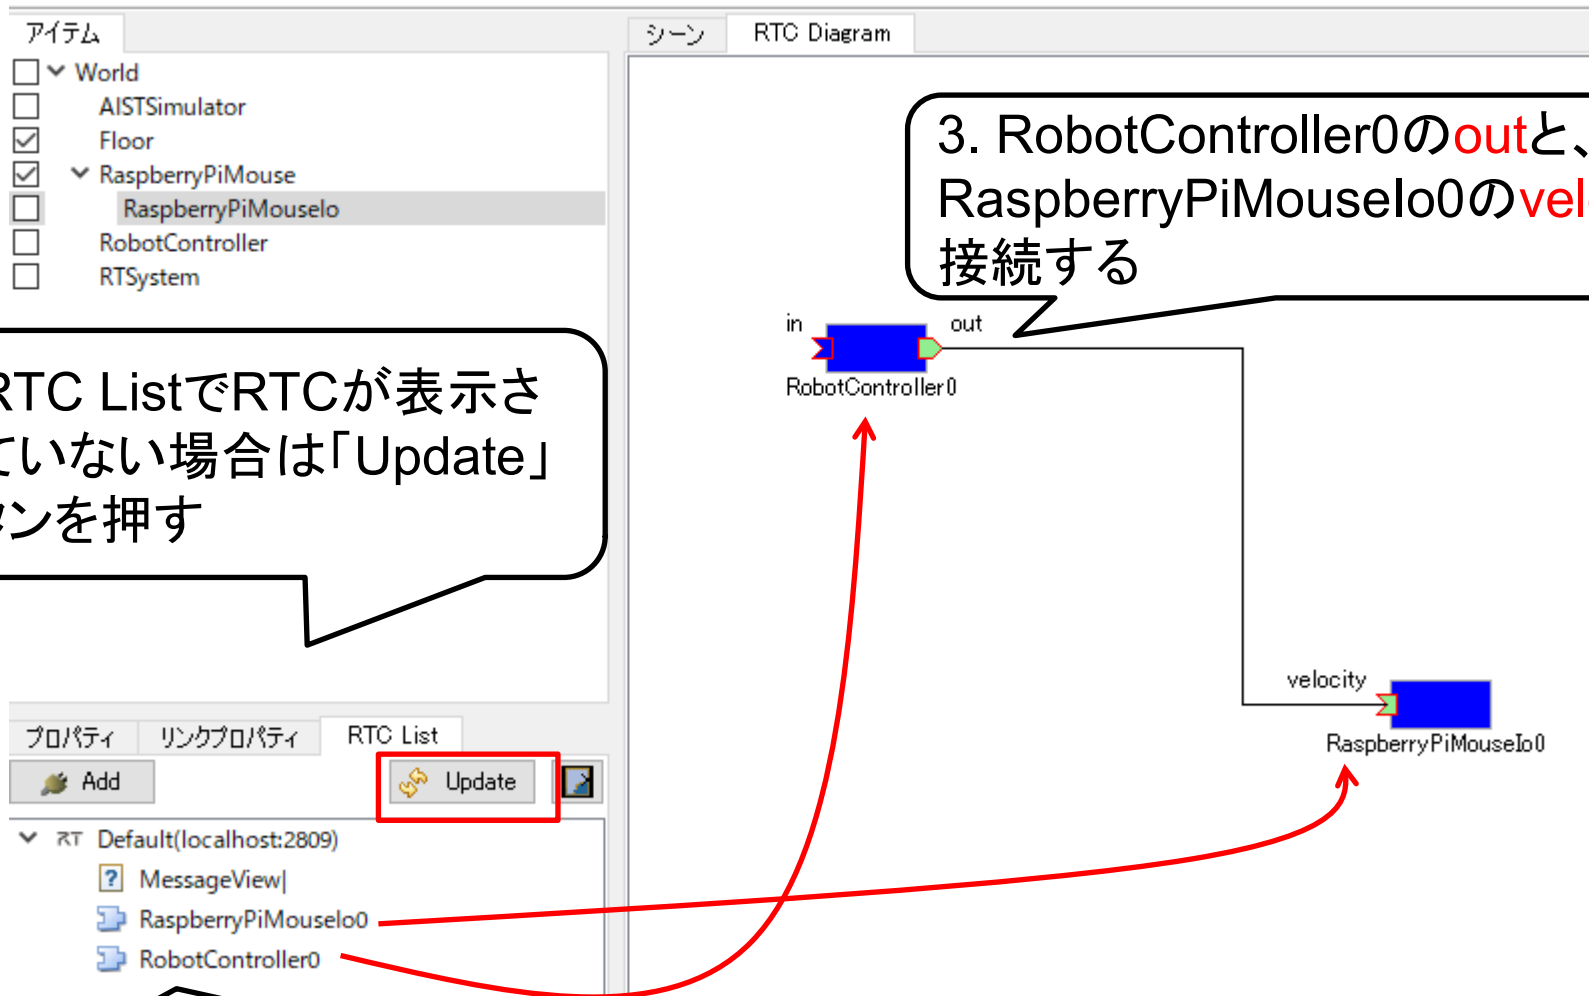 アイテム
World
AISTSimulator
Floor
RaspberryPiMouse
RaspberryPiMouseIo
RobotController
RTSystem
RTC ListでRTCが表示さ
ていない場合は「Update」
タンを押す
プロパティ リンクプロパティ RTC List
Add Update
RT Default(localhost:2809)
MessageView|
RaspberryPiMouseIo0
RobotController0
シーン RTC Diagram
3. RobotController0のoutと、
RaspberryPiMouseIo0のvel
接続する
in out
RobotController0
velocity
RaspberryPiMouseIo0